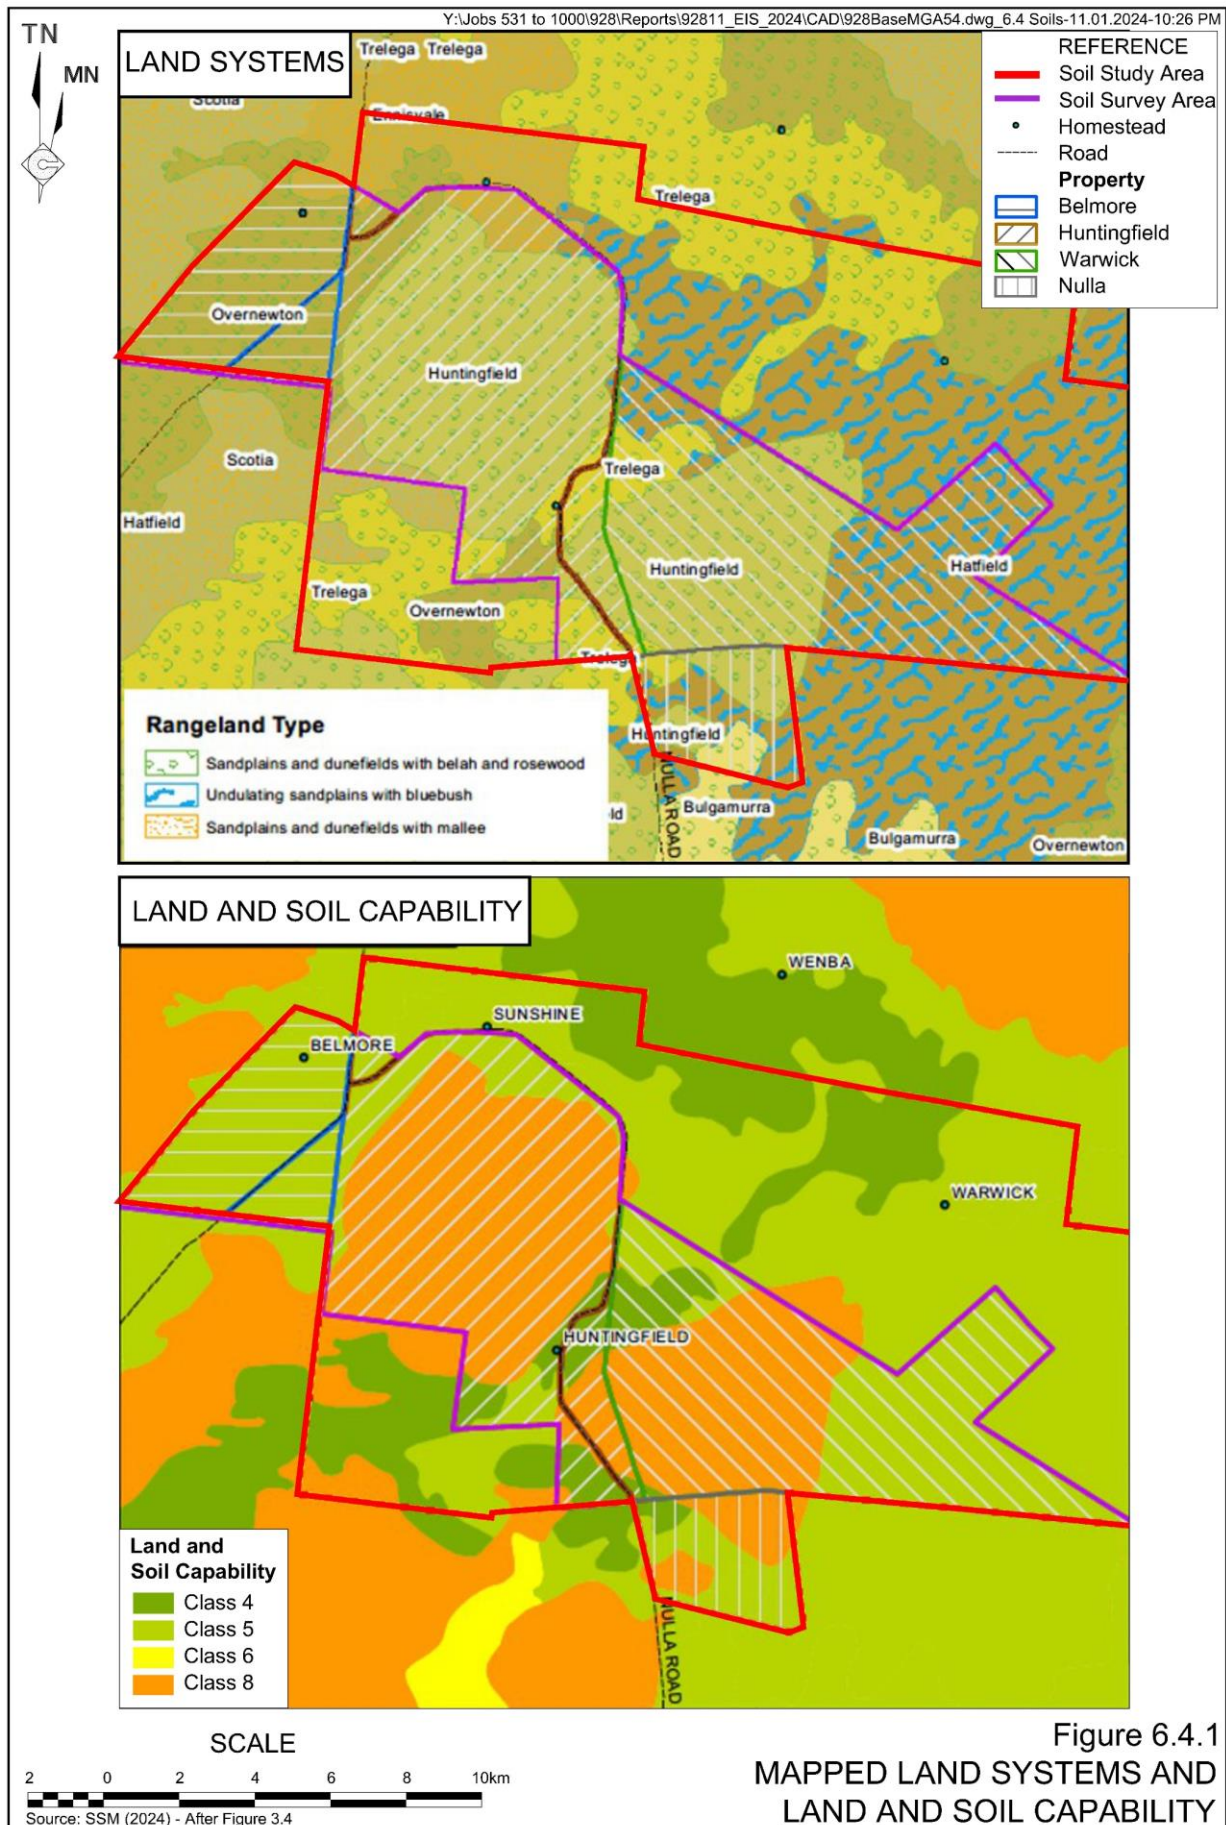 Y:\Jobs 531 to 1000\928\Reports\92811_EIS_2024\CAD\928BaseMGA54.dwg_6.4 Soils-11.01.2024-10:26 PM
TN
MN
LAND SYSTEMS
REFERENCE
Soil Study Area
Soil Survey Area
Homestead
Road
Property
Belmore
Huntingfield
Warwick
Nulla
Trelega Trelega
Scotia
Ennisvale
Trelega
Overnewton
Huntingfield
Scotia
Trelega
Hatfield
Huntingfield
Hatfield
Trelega
Overnewton
Trelega
Huntingfield
NULLA ROAD
Bulgamurra
Bulgamurra
Overnewton
ld
Rangeland Type
Sandplains and dunefields with belah and rosewood
Undulating sandplains with bluebush
Sandplains and dunefields with mallee
LAND AND SOIL CAPABILITY
WENBA
SUNSHINE
BELMORE
WARWICK
HUNTINGFIELD
NULLA ROAD
Land and
Soil Capability
Class 4
Class 5
Class 6
Class 8
SCALE
2 0 2 4 6 8 10km
Source: SSM (2024) - After Figure 3.4
Figure 6.4.1
MAPPED LAND SYSTEMS AND
LAND AND SOIL CAPABILITY